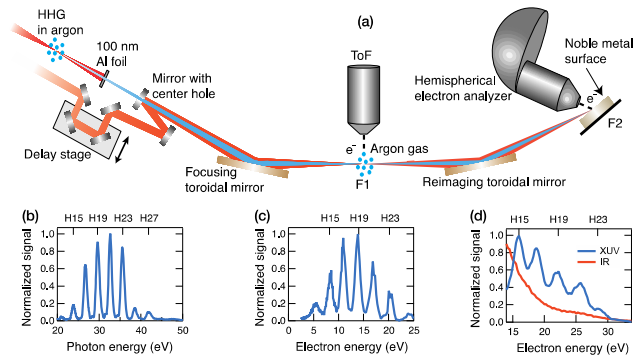 (a)
HHG
in argon
100 nm
Al foil
Mirror with
center hole
Delay stage
Focusing
toroidal mirror
ToF
e-
Argon gas
F1
Hemispherical
electron analyzer
Noble metal
surface
e-
F2
Reimaging toroidal mirror
(b)
H15 H19 H23 H27
Normalized signal
1.0
0.8
0.6
0.4
0.2
0.0
20 30 40 50
Photon energy (eV)
(c)
H15 H19 H23
Normalized signal
1.0
0.8
0.6
0.4
0.2
0.0
0 5 10 15 20 25
Electron energy (eV)
(d)
H15 H19 H23
Normalized signal
1.0
0.8
0.6
0.4
0.2
0.0
XUV
IR
15 20 25 30
Electron energy (eV)